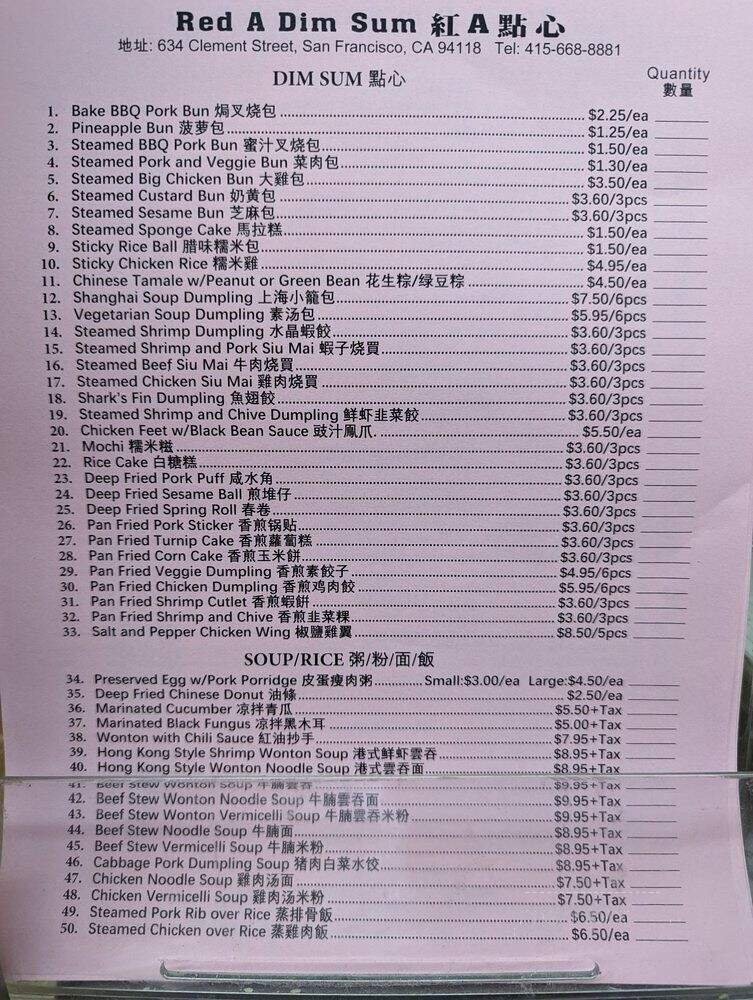 Red A Dim Sum 紅A點心
地址: 634 Clement Street, San Francisco, CA 94118 Tel: 415-668-8881
DIM SUM 點心
Quantity
數量
1. Bake BBQ Pork Bun 焗叉烧包 $2.25/ea
2. Pineapple Bun 菠萝包 $1.25/ea
3. Steamed BBQ Pork Bun 蜜汁叉烧包 $1.50/ea
4. Steamed Pork and Veggie Bun 菜肉包 $1.30/ea
5. Steamed Big Chicken Bun 大雞包 $3.50/ea
6. Steamed Custard Bun 奶黄包 $3.60/3pcs
7. Steamed Sesame Bun 芝麻包 $3.60/3pcs
8. Steamed Sponge Cake 馬拉糕 $1.50/ea
9. Sticky Rice Ball 腊味糯米包 $1.50/ea
10. Sticky Chicken Rice 糯米雞 $4.95/ea
11. Chinese Tamale w/Peanut or Green Bean 花生粽/绿豆粽 $4.50/ea
12. Shanghai Soup Dumpling 上海小籠包 $7.50/6pcs
13. Vegetarian Soup Dumpling 素汤包 $5.95/6pcs
14. Steamed Shrimp Dumpling 水晶蝦餃 $3.60/3pcs
15. Steamed Shrimp and Pork Siu Mai 蝦子烧買 $3.60/3pcs
16. Steamed Beef Siu Mai 牛肉烧買 $3.60/3pcs
17. Steamed Chicken Siu Mai 雞肉烧買 $3.60/3pcs
18. Shark's Fin Dumpling 魚翅餃 $3.60/3pcs
19. Steamed Shrimp and Chive Dumpling 鲜虾韭菜餃 $3.60/3pcs
20. Chicken Feet w/Black Bean Sauce 豉汁鳳爪. $5.50/ea
21. Mochi 糯米糍 $3.60/3pcs
22. Rice Cake 白糖糕 $3.60/3pcs
23. Deep Fried Pork Puff 咸水角 $3.60/3pcs
24. Deep Fried Sesame Ball 煎堆仔 $3.60/3pcs
25. Deep Fried Spring Roll 春卷 $3.60/3pcs
26. Pan Fried Pork Sticker 香煎锅贴 $3.60/3pcs
27. Pan Fried Turnip Cake 香煎蘿蔔糕 $3.60/3pcs
28. Pan Fried Corn Cake 香煎玉米餅 $3.60/3pcs
29. Pan Fried Veggie Dumpling 香煎素餃子 $4.95/6pcs
30. Pan Fried Chicken Dumpling 香煎鸡肉餃 $5.95/6pcs
31. Pan Fried Shrimp Cutlet 香煎蝦餅 $3.60/3pcs
32. Pan Fried Shrimp and Chive 香煎韭菜粿 $3.60/3pcs
33. Salt and Pepper Chicken Wing 椒鹽雞翼 $8.50/5pcs
SOUP/RICE 粥/粉/面/飯
34. Preserved Egg w/Pork Porridge 皮蛋瘦肉粥 Small:$3.00/ea Large:$4.50/ea
35. Deep Fried Chinese Donut 油條 $2.50/ea
36. Marinated Cucumber 凉拌青瓜 $5.50+Tax
37. Marinated Black Fungus 凉拌黑木耳 $5.00+Tax
38. Wonton with Chili Sauce 紅油抄手 $7.95+Tax
39. Hong Kong Style Shrimp Wonton Soup 港式鮮虾雲吞 $8.95+Tax
40. Hong Kong Style Wonton Noodle Soup 港式雲吞面 $8.95+Tax
41. Beef Stew Wonton Soup 牛腩雲吞 $9.95+Tax
42. Beef Stew Wonton Noodle Soup 牛腩雲吞面 $9.95+Tax
43. Beef Stew Wonton Vermicelli Soup 牛腩雲吞米粉 $9.95+Tax
44. Beef Stew Noodle Soup 牛腩面 $8.95+Tax
45. Beef Stew Vermicelli Soup 牛腩米粉 $8.95+Tax
46. Cabbage Pork Dumpling Soup 猪肉白菜水饺 $8.95+Tax
47. Chicken Noodle Soup 雞肉汤面 $7.50+Tax
48. Chicken Vermicelli Soup 雞肉汤米粉 $7.50+Tax
49. Steamed Pork Rib over Rice 蒸排骨飯 $6.50/ea
50. Steamed Chicken over Rice 蒸雞肉飯 $6.50/ea